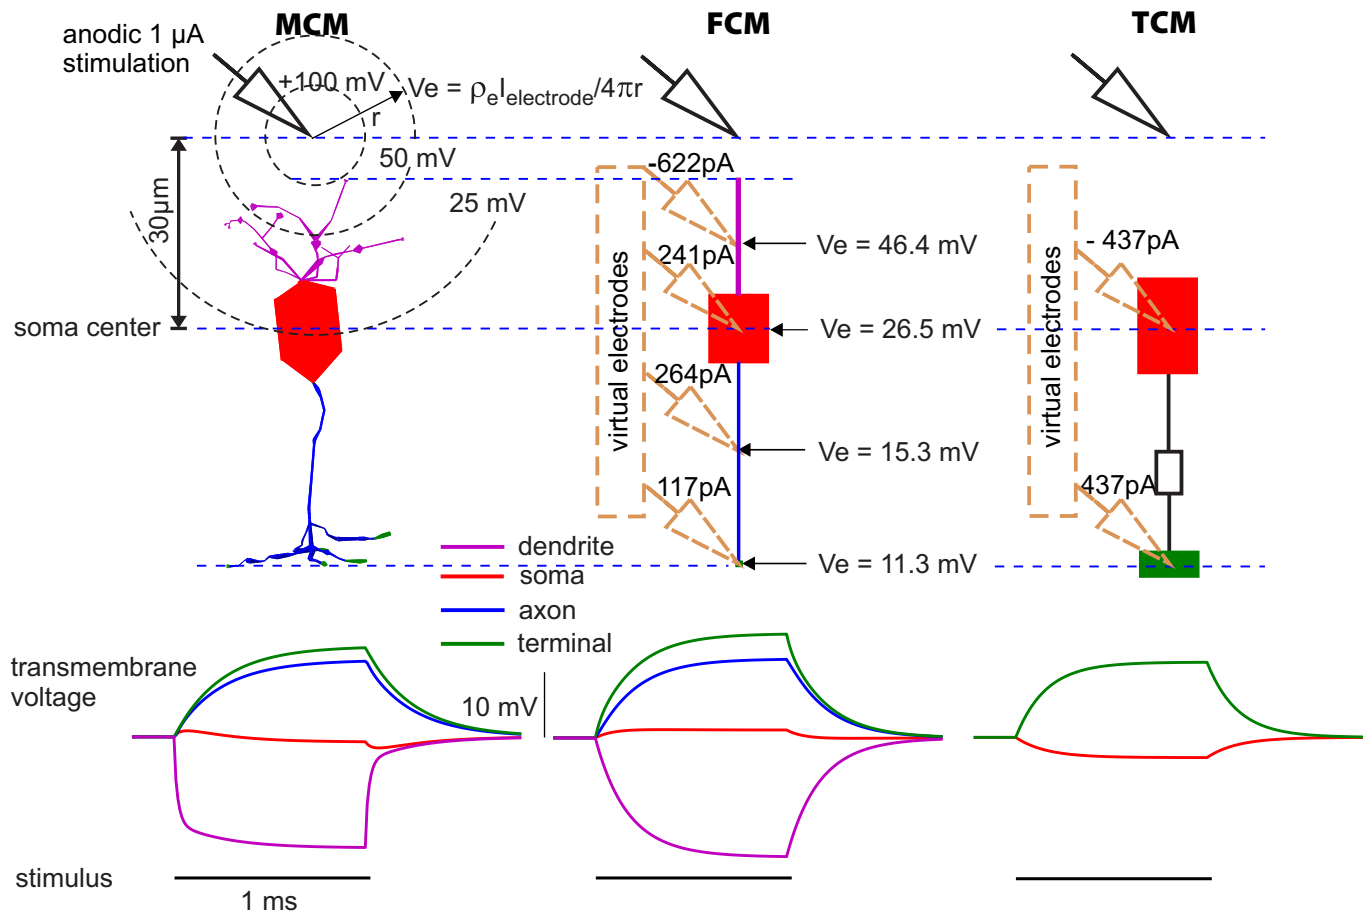 MCM
FCM
TCM
anodic 1 µA
stimulation
+100 mV
Ve = ρeIelectrode/4πr
r
50 mV
25 mV
30µm
soma center
-622pA
241pA
264pA
117pA
virtual electrodes
Ve = 46.4 mV
Ve = 26.5 mV
Ve = 15.3 mV
Ve = 11.3 mV
- 437pA
437pA
virtual electrodes
dendrite
soma
axon
terminal
transmembrane
voltage
10 mV
stimulus
1 ms